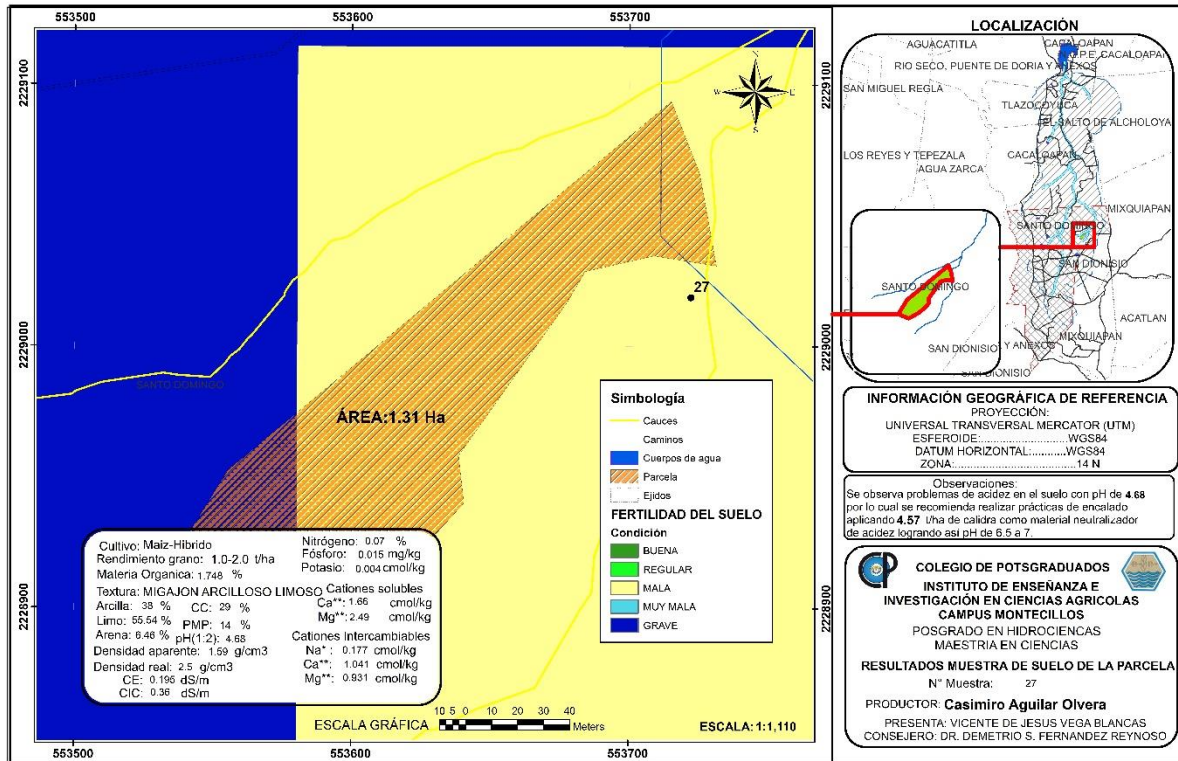 553500 553600 553700
2229100
2229000
2228900
2229100
2229000
2228900
553500 553600 553700
N
W E
S
27
SANTO DOMINGO
ÁREA:1.31 Ha
Simbología
Cauces
Caminos
Cuerpos de agua
Parcela
Ejidos
FERTILIDAD DEL SUELO
Condición
BUENA
REGULAR
MALA
MUY MALA
GRAVE
Cultivo: Maiz-Hibrido
Rendimiento grano: 1.0-2.0 t/ha
Materia Organica: 1.748 %
Textura: MIGAJON ARCILLOSO LIMOSO
Arcilla: 38 % CC: 29 %
Limo: 55.54 % PMP: 14 %
Arena: 6.46 % pH(1:2): 4.68
Densidad aparente: 1.59 g/cm3
Densidad real: 2.5 g/cm3
CE: 0.195 dS/m
CIC: 0.36 dS/m
Nitrógeno: 0.07 %
Fósforo: 0.015 mg/kg
Potasio: 0.004 cmol/kg
Cationes solubles
Ca⁺⁺: 1.66 cmol/kg
Mg⁺⁺: 2.49 cmol/kg
Cationes Intercambiables
Na⁺: 0.177 cmol/kg
Ca⁺⁺: 1.041 cmol/kg
Mg⁺⁺: 0.931 cmol/kg
ESCALA GRÁFICA
10 5 0 10 20 30 40
Meters
ESCALA: 1:1,110
LOCALIZACIÓN
AGUACATITLA
CACALOAPAN
P.E. CACALOAPAN
RIO SECO, PUENTE DE DORIA Y ANEXOS
SAN MIGUEL REGLA
TLAZOCOYUCA
EL SALTO DE ALCHOLOYA
LOS REYES Y TEPEZALA
CACALOAPAN
AGUA ZARCA
MIXQUIAPAN
SANTO DOMINGO
SAN DIONISIO
SANTO DOMINGO
ACATLAN
MIXQUIAPAN
SAN DIONISIO Y ANEXOS
SAN DIONISIO
INFORMACIÓN GEOGRÁFICA DE REFERENCIA
PROYECCIÓN:
UNIVERSAL TRANSVERSAL MERCATOR (UTM)
ESFEROIDE:............................WGS84
DATUM HORIZONTAL:...........WGS84
ZONA:......................................14 N
Observaciones:
Se observa problemas de acidez en el suelo con pH de 4.68
por lo cual se recomienda realizar prácticas de encalado
aplicando 4.57 t/ha de calidra como material neutralizador
de acidez logrando así pH de 6.5 a 7.
CP
COLEGIO DE POTSGRADUADOS
INSTITUTO DE ENSEÑANZA E
INVESTIGACIÓN EN CIENCIAS AGRICOLAS
CAMPUS MONTECILLOS
POSGRADO EN HIDROCIENCAS
MAESTRIA EN CIENCIAS
RESULTADOS MUESTRA DE SUELO DE LA PARCELA
N° Muestra: 27
PRODUCTOR: Casimiro Aguilar Olvera
PRESENTA: VICENTE DE JESUS VEGA BLANCAS
CONSEJERO: DR. DEMETRIO S. FERNANDEZ REYNOSO